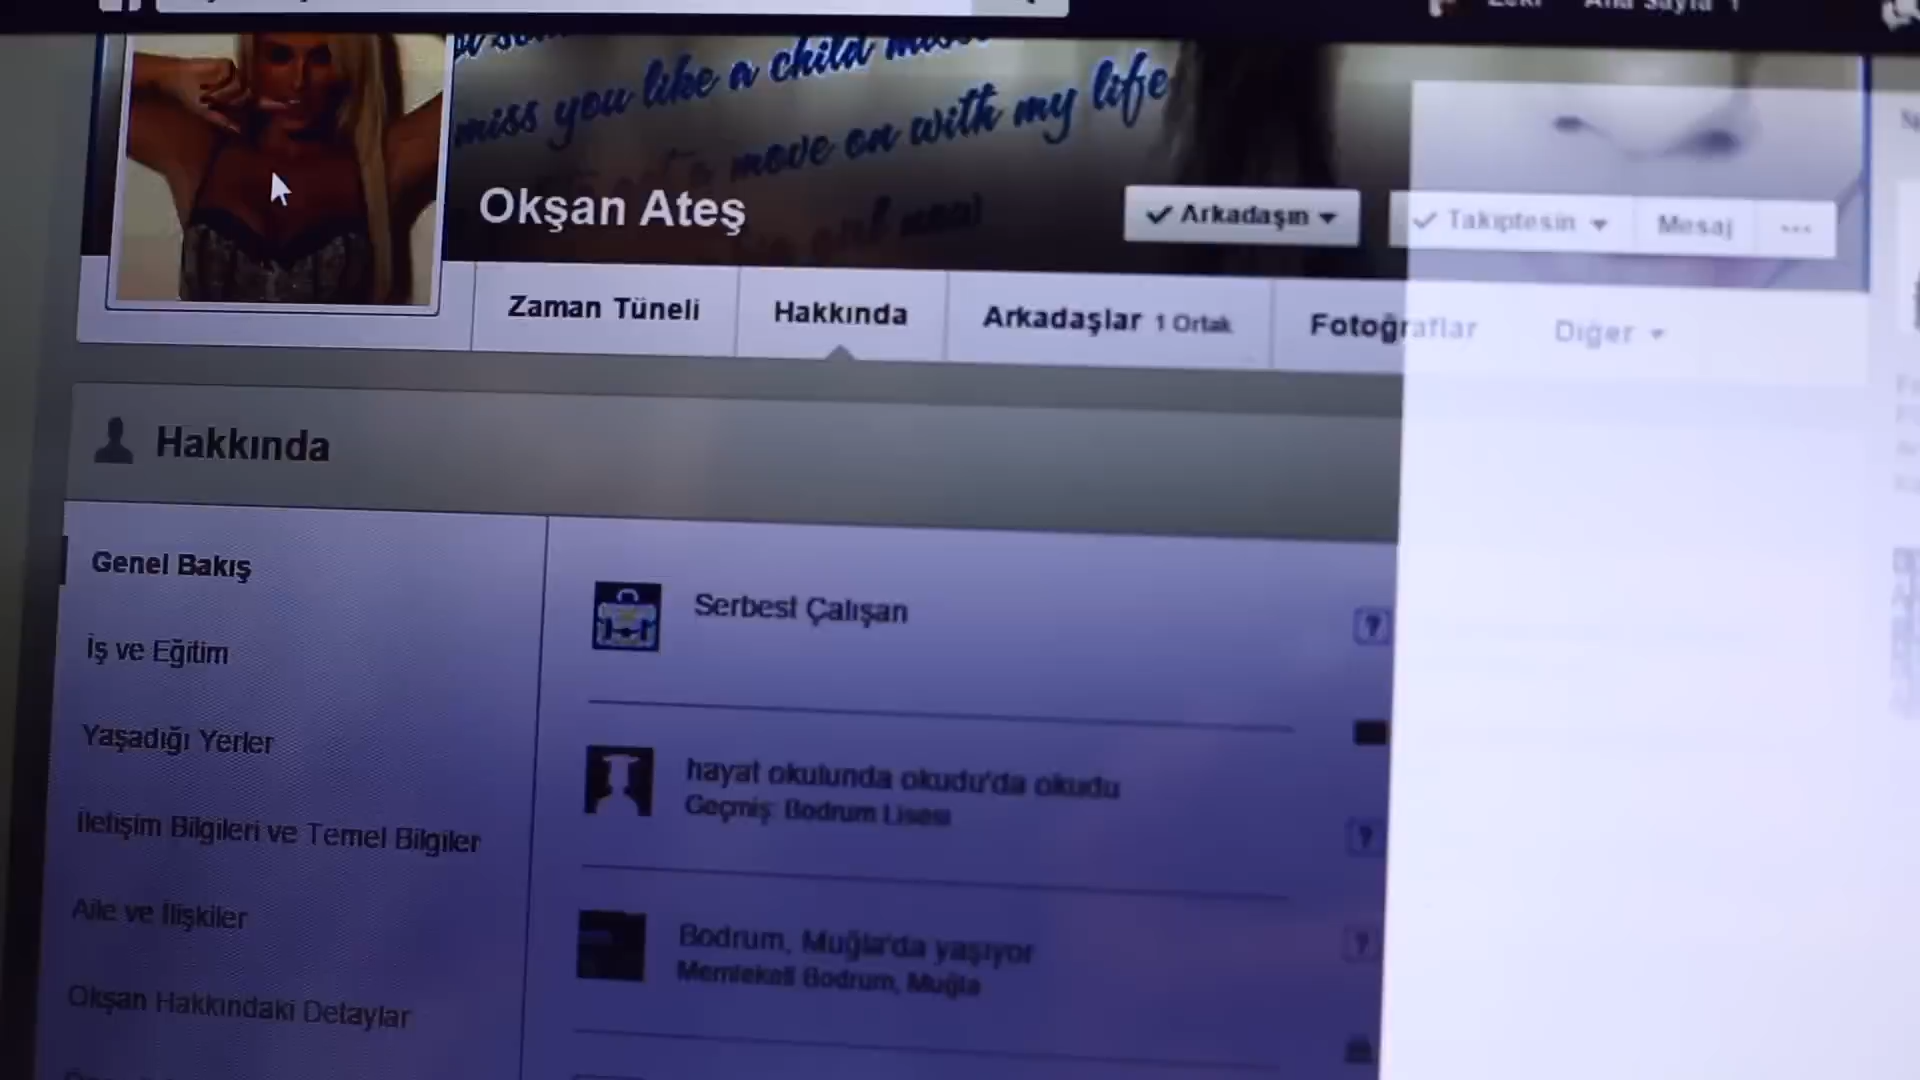 miss you like a child miss
move on with my life
Okşan Ateş
Arkadaşın
Takiptesin
Mesaj
Zaman Tüneli
Hakkında
Arkadaşlar 1 Ortak
Fotoğraflar
Diğer
Hakkında
Genel Bakış
İş ve Eğitim
Yaşadığı Yerler
İletişim Bilgileri ve Temel Bilgiler
Aile ve İlişkiler
Okşan Hakkındaki Detaylar
Serbest Çalışan
hayat okulunda okudu'da okudu
Geçmiş: Bodrum Lisesi
Bodrum, Muğla'da yaşıyor
Memleketi Bodrum, Muğla